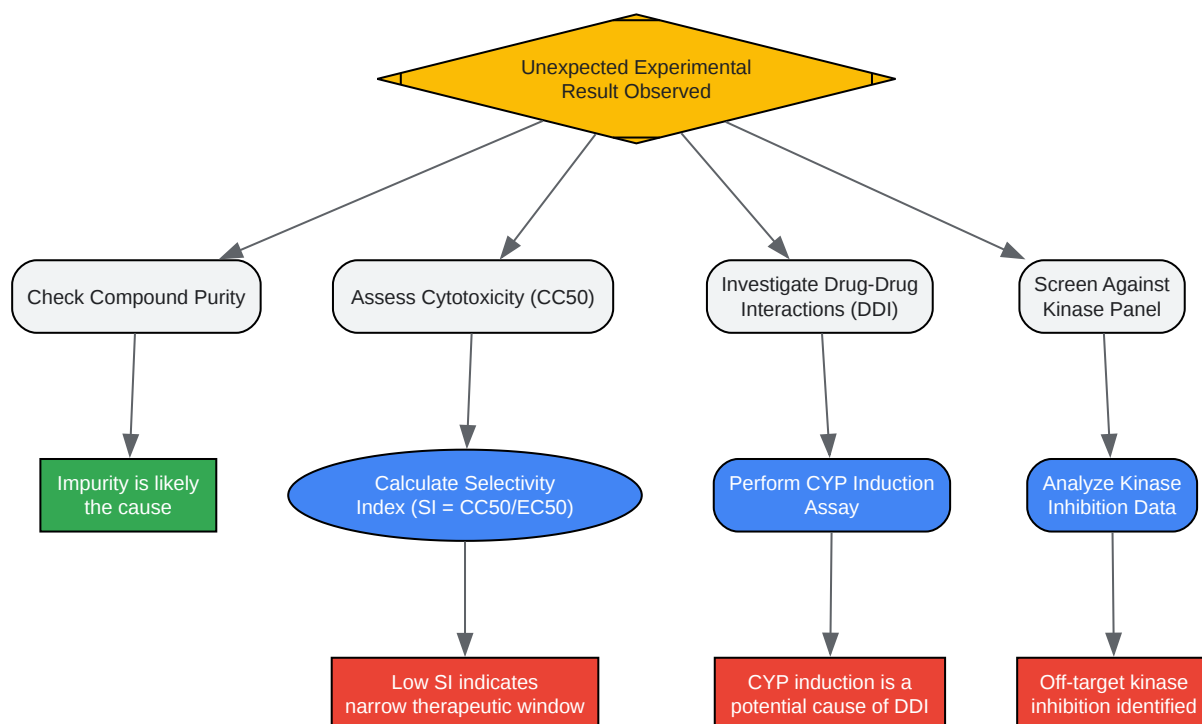 Unexpected Experimental
Result Observed
Check Compound Purity
Assess Cytotoxicity (CC50)
Investigate Drug-Drug
Interactions (DDI)
Screen Against
Kinase Panel
Impurity is likely
the cause
Calculate Selectivity
Index (SI = CC50/EC50)
Perform CYP Induction
Assay
Analyze Kinase
Inhibition Data
Low SI indicates
narrow therapeutic window
CYP induction is a
potential cause of DDI
Off-target kinase
inhibition identified